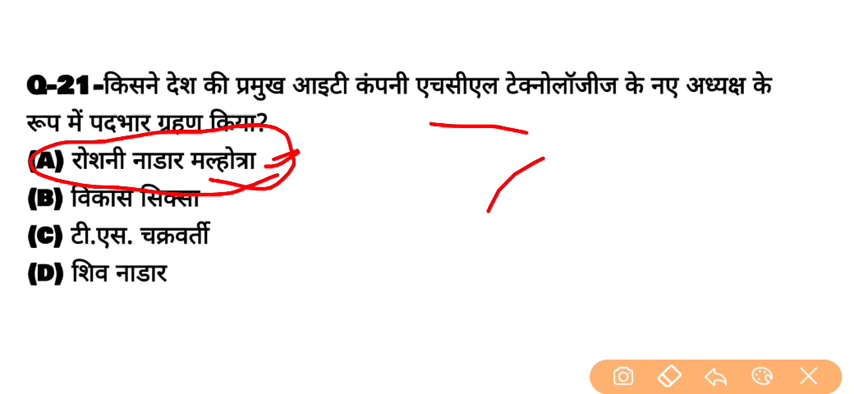 Q-21-किसने देश की प्रमुख आइटी कंपनी एचसीएल टेक्नोलॉजीज के नए अध्यक्ष के
रूप में पदभार ग्रहण किया?
(A) रोशनी नाडार मल्होत्रा
(B) विकास सिक्सा
(C) टी.एस. चक्रवर्ती
(D) शिव नाडार